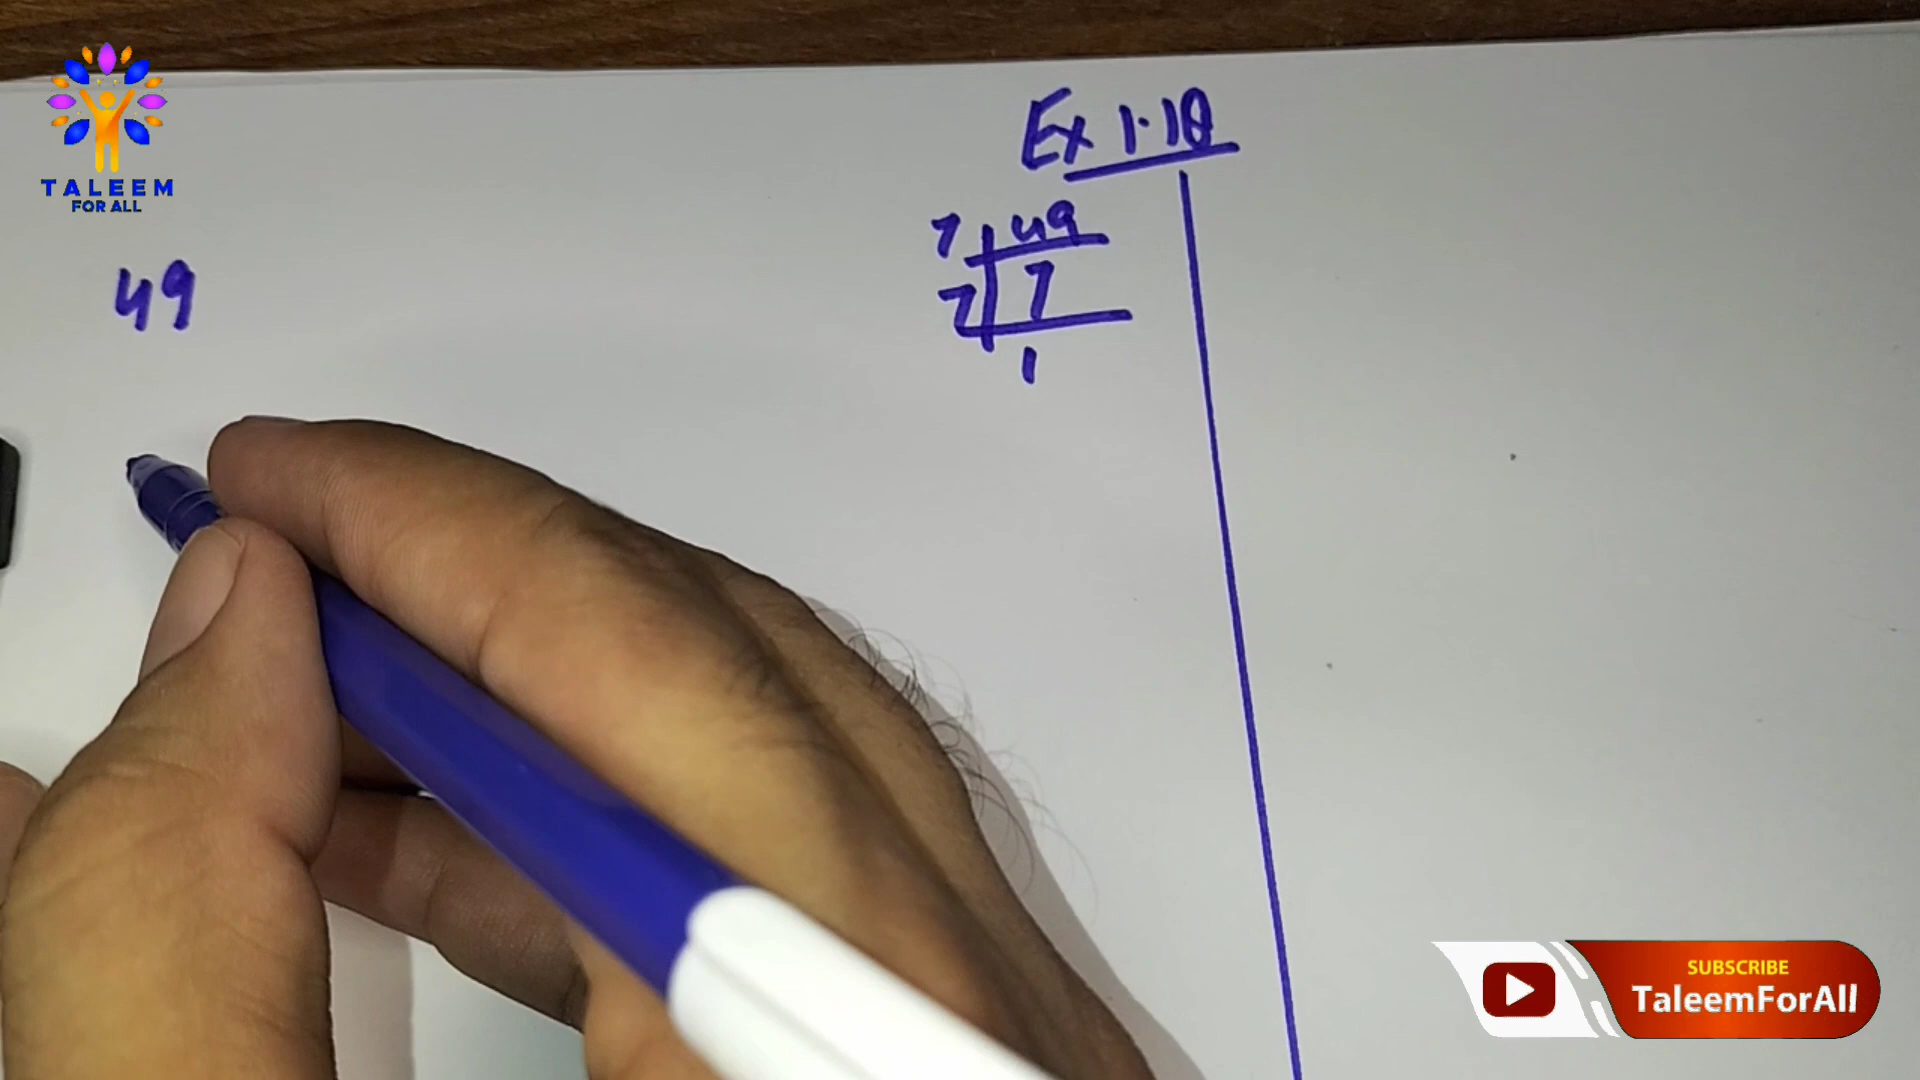 TALEEM
FOR ALL
Ex 1.10
49
7 49
7 7
1
SUBSCRIBE
TaleemForAll